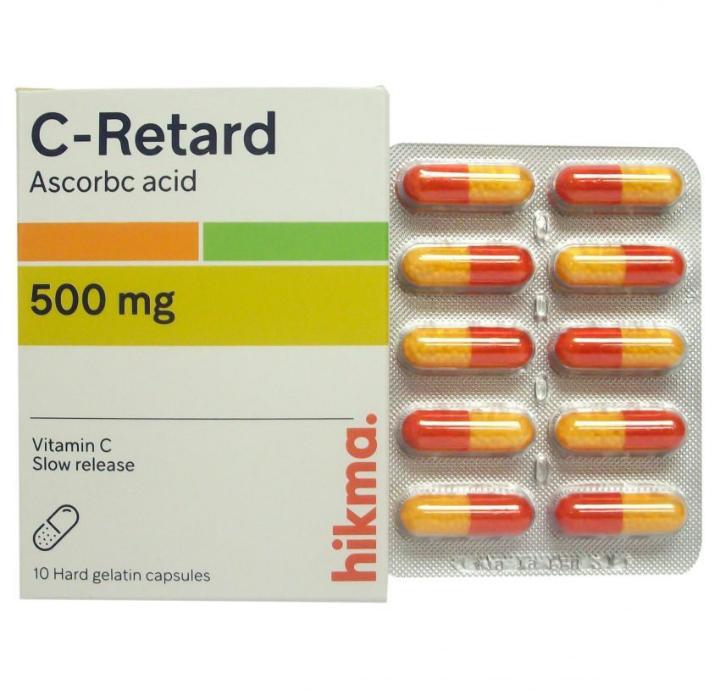 C-Retard
Ascorbc acid
500 mg
Vitamin C
Slow release
hikma.
10 Hard gelatin capsules